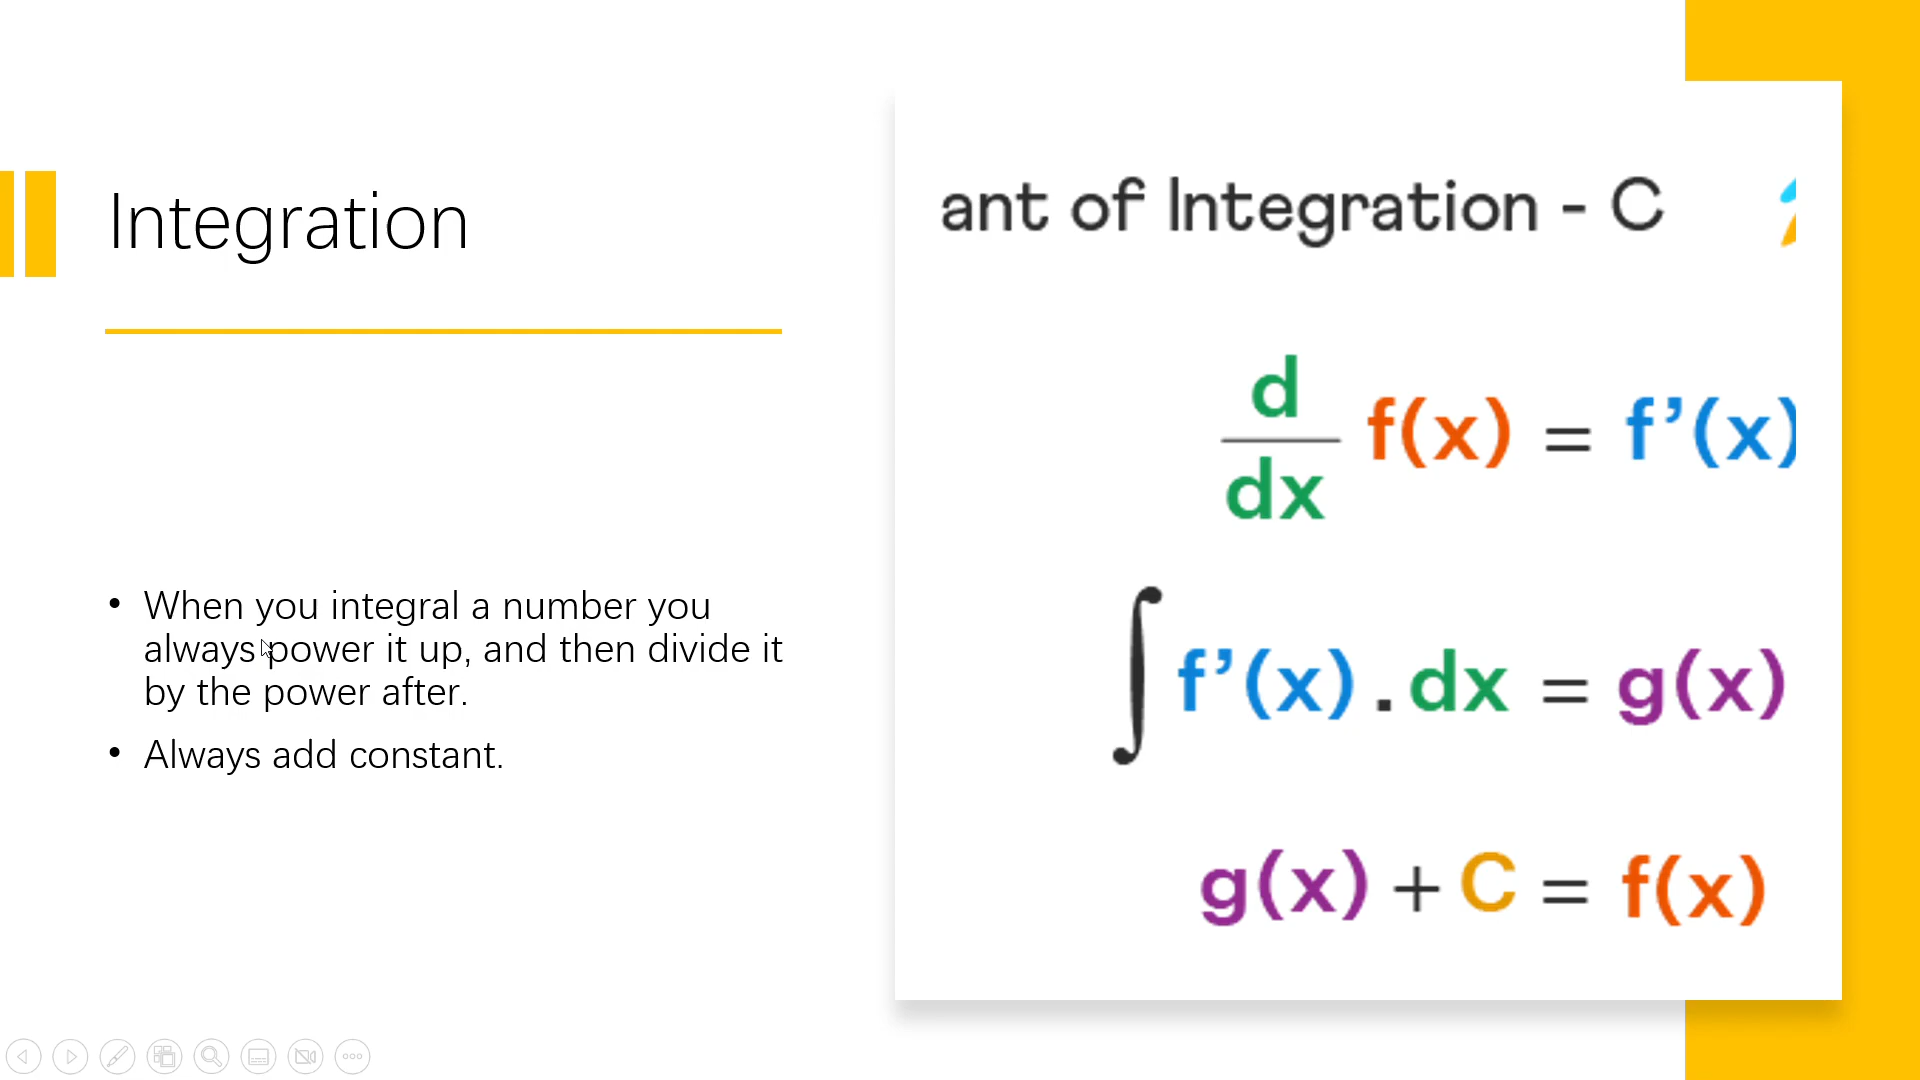 Integration
• When you integral a number you
always power it up, and then divide it
by the power after.
• Always add constant.
ant of Integration - C
d
dx
f(x) = f’(x)
∫ f’(x) . dx = g(x)
g(x) + C = f(x)